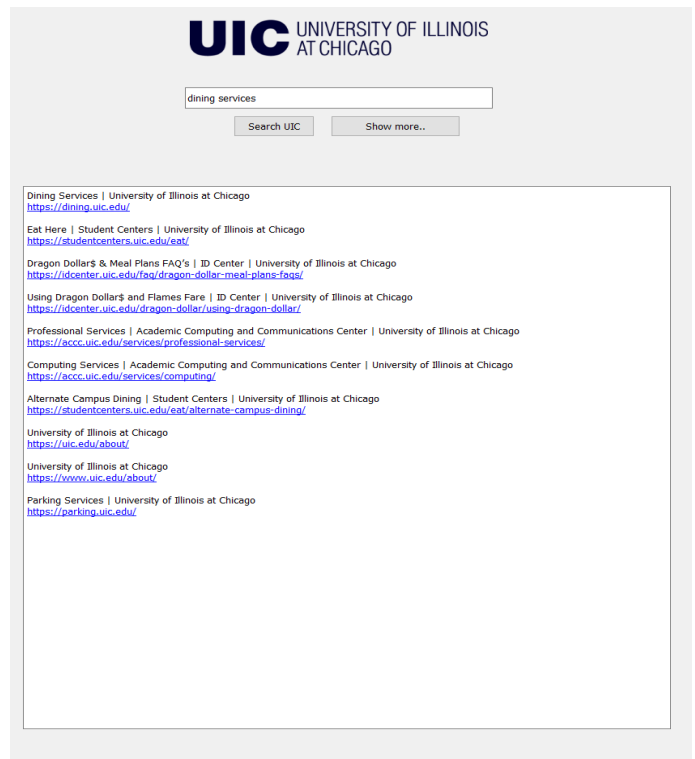 UIC UNIVERSITY OF ILLINOIS
AT CHICAGO
dining services
Search UIC Show more..
Dining Services | University of Illinois at Chicago
https://dining.uic.edu/
Eat Here | Student Centers | University of Illinois at Chicago
https://studentcenters.uic.edu/eat/
Dragon Dollar$ & Meal Plans FAQ's | ID Center | University of Illinois at Chicago
https://idcenter.uic.edu/faq/dragon-dollar-meal-plans-faqs/
Using Dragon Dollar$ and Flames Fare | ID Center | University of Illinois at Chicago
https://idcenter.uic.edu/dragon-dollar/using-dragon-dollar/
Professional Services | Academic Computing and Communications Center | University of Illinois at Chicago
https://accc.uic.edu/services/professional-services/
Computing Services | Academic Computing and Communications Center | University of Illinois at Chicago
https://accc.uic.edu/services/computing/
Alternate Campus Dining | Student Centers | University of Illinois at Chicago
https://studentcenters.uic.edu/eat/alternate-campus-dining/
University of Illinois at Chicago
https://uic.edu/about/
University of Illinois at Chicago
https://www.uic.edu/about/
Parking Services | University of Illinois at Chicago
https://parking.uic.edu/